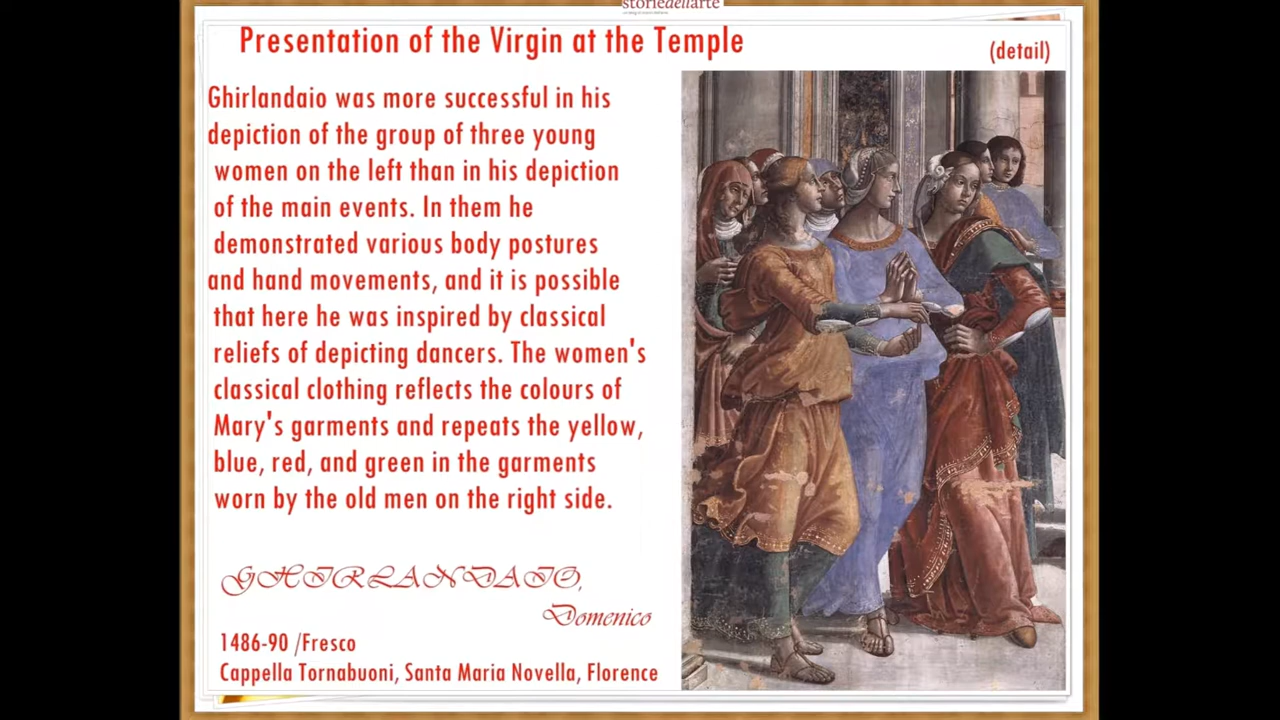 storiedellarte
Presentation of the Virgin at the Temple
(detail)
Ghirlandaio was more successful in his
depiction of the group of three young
women on the left than in his depiction
of the main events. In them he
demonstrated various body postures
and hand movements, and it is possible
that here he was inspired by classical
reliefs of depicting dancers. The women's
classical clothing reflects the colours of
Mary's garments and repeats the yellow,
blue, red, and green in the garments
worn by the old men on the right side.
GHIRLANDAIO,
Domenico
1486-90 /Fresco
Cappella Tornabuoni, Santa Maria Novella, Florence